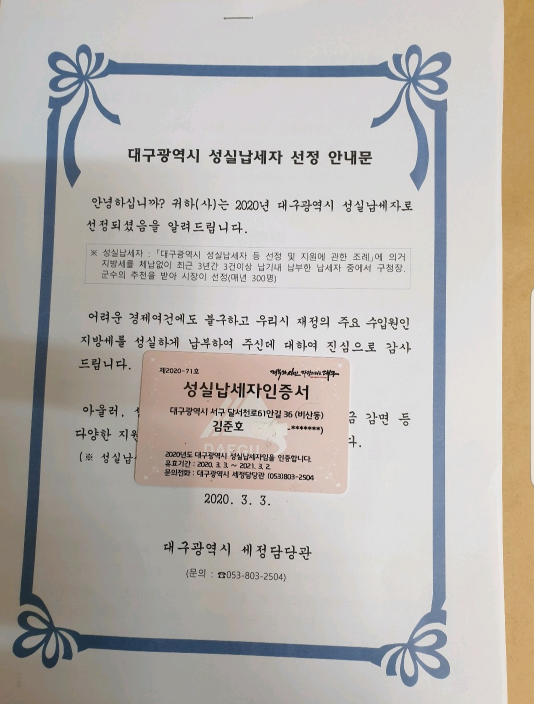 대구광역시 성실납세자 선정 안내문
안녕하십니까? 귀하(사)는 2020년 대구광역시 성실납세자로
선정되셨음을 알려드립니다.
※ 성실납세자 : 「대구광역시 성실납세자 등 선정 및 지원에 관한 조례」에 의거
지방세를 체납없이 최근 3년간 3건이상 납기내 납부한 납세자 중에서 구청장.
군수의 추천을 받아 시장이 선정(매년 300명)
어려운 경제여건에도 불구하고 우리시 재정의 주요 수입원인
지방세를 성실하게 납부하여 주신데 대하여 진심으로 감사
드립니다.
제2020-71호
성실납세자인증서
아울러,
대구광역시 서구 달서천로61안길 36 (비산동)
금 감면 등
김준호
-*******)
다양한 지원
다.
DAEGU
(※ 성실납
2020년도 대구광역시 성실납세자임을 인증합니다.
유효기간 : 2020. 3. 3. ~ 2021. 3. 2.
문의전화 : 대구광역시 세정담당관 (053)803-2504
2020. 3. 3.
대구광역시 세정담당관
(문의 : ☎053-803-2504)